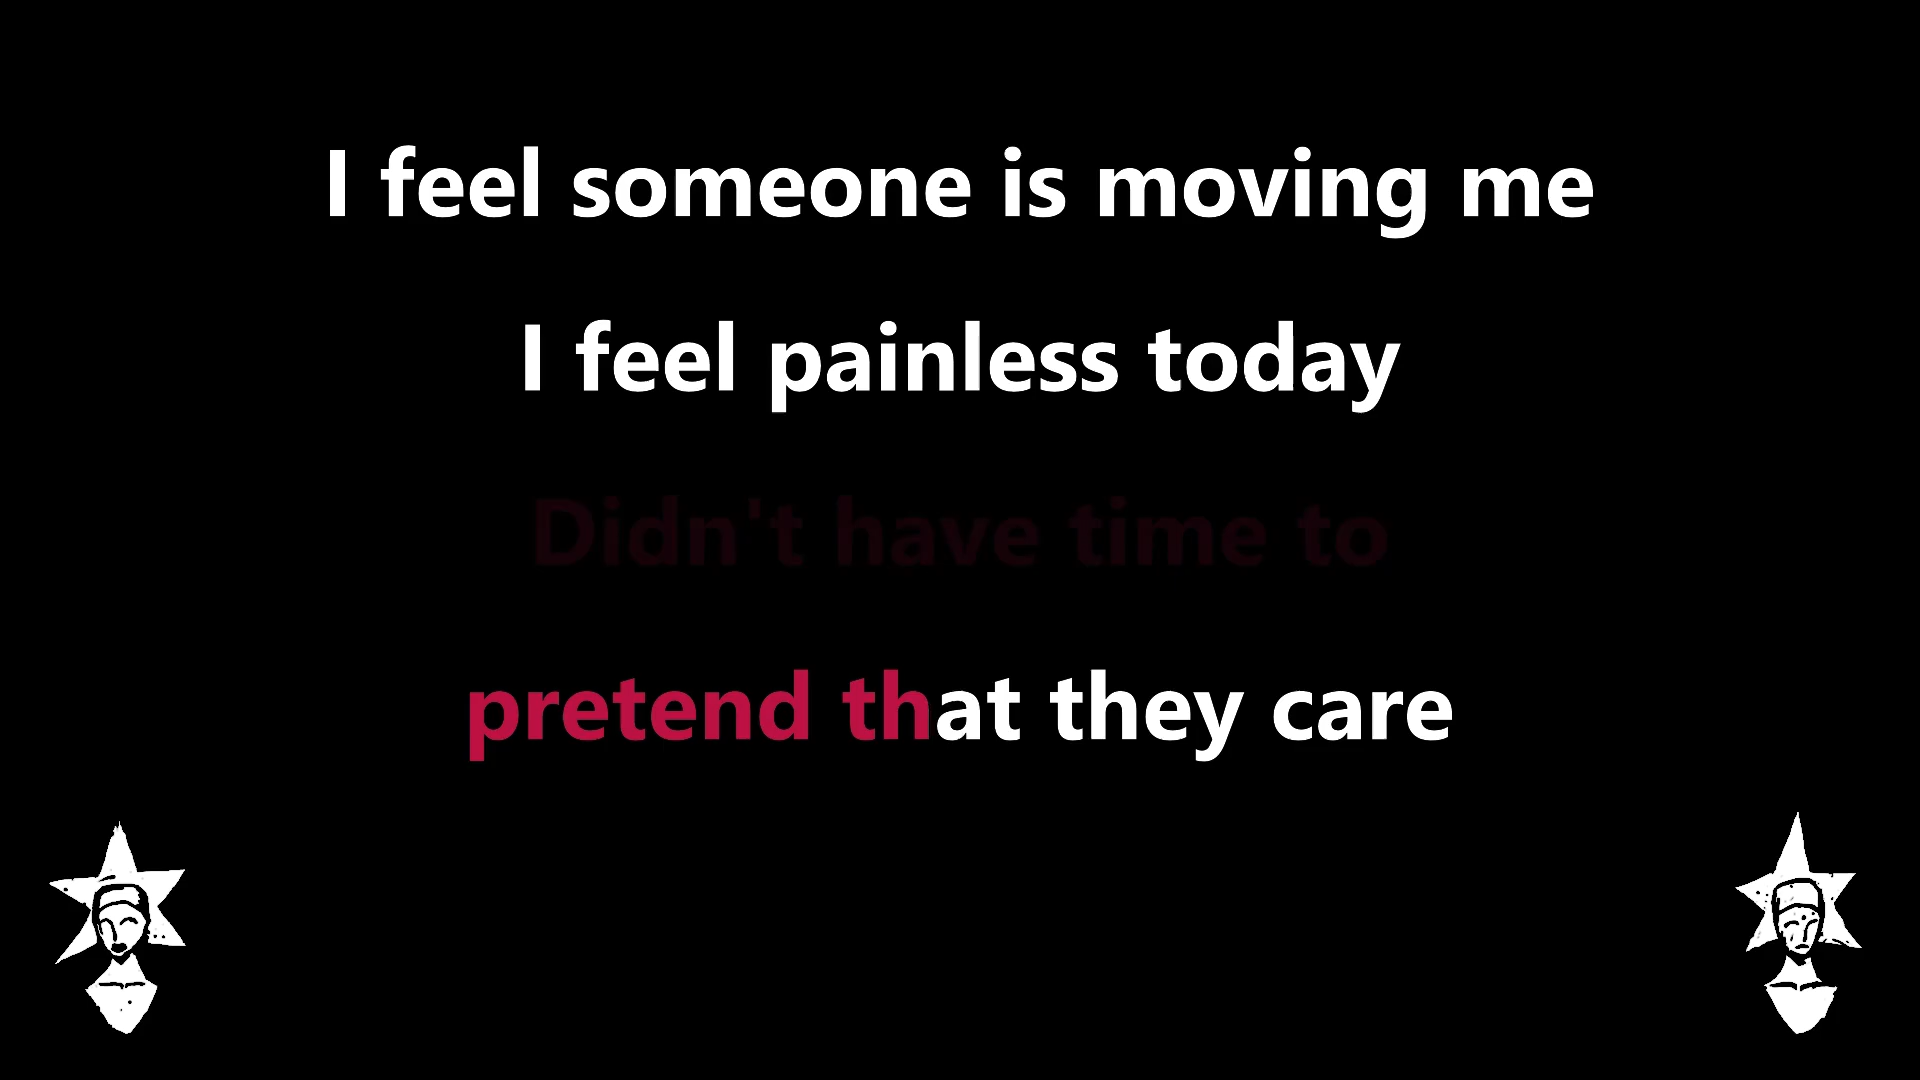 I feel someone is moving me
I feel painless today
Didn't have time to
pretend that they care